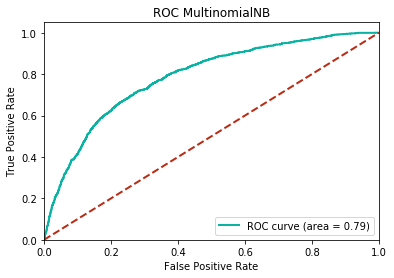 ROC MultinomialNB
True Positive Rate
1.0
0.8
0.6
0.4
0.2
0.0
0.0 0.2 0.4 0.6 0.8 1.0
False Positive Rate
ROC curve (area = 0.79)